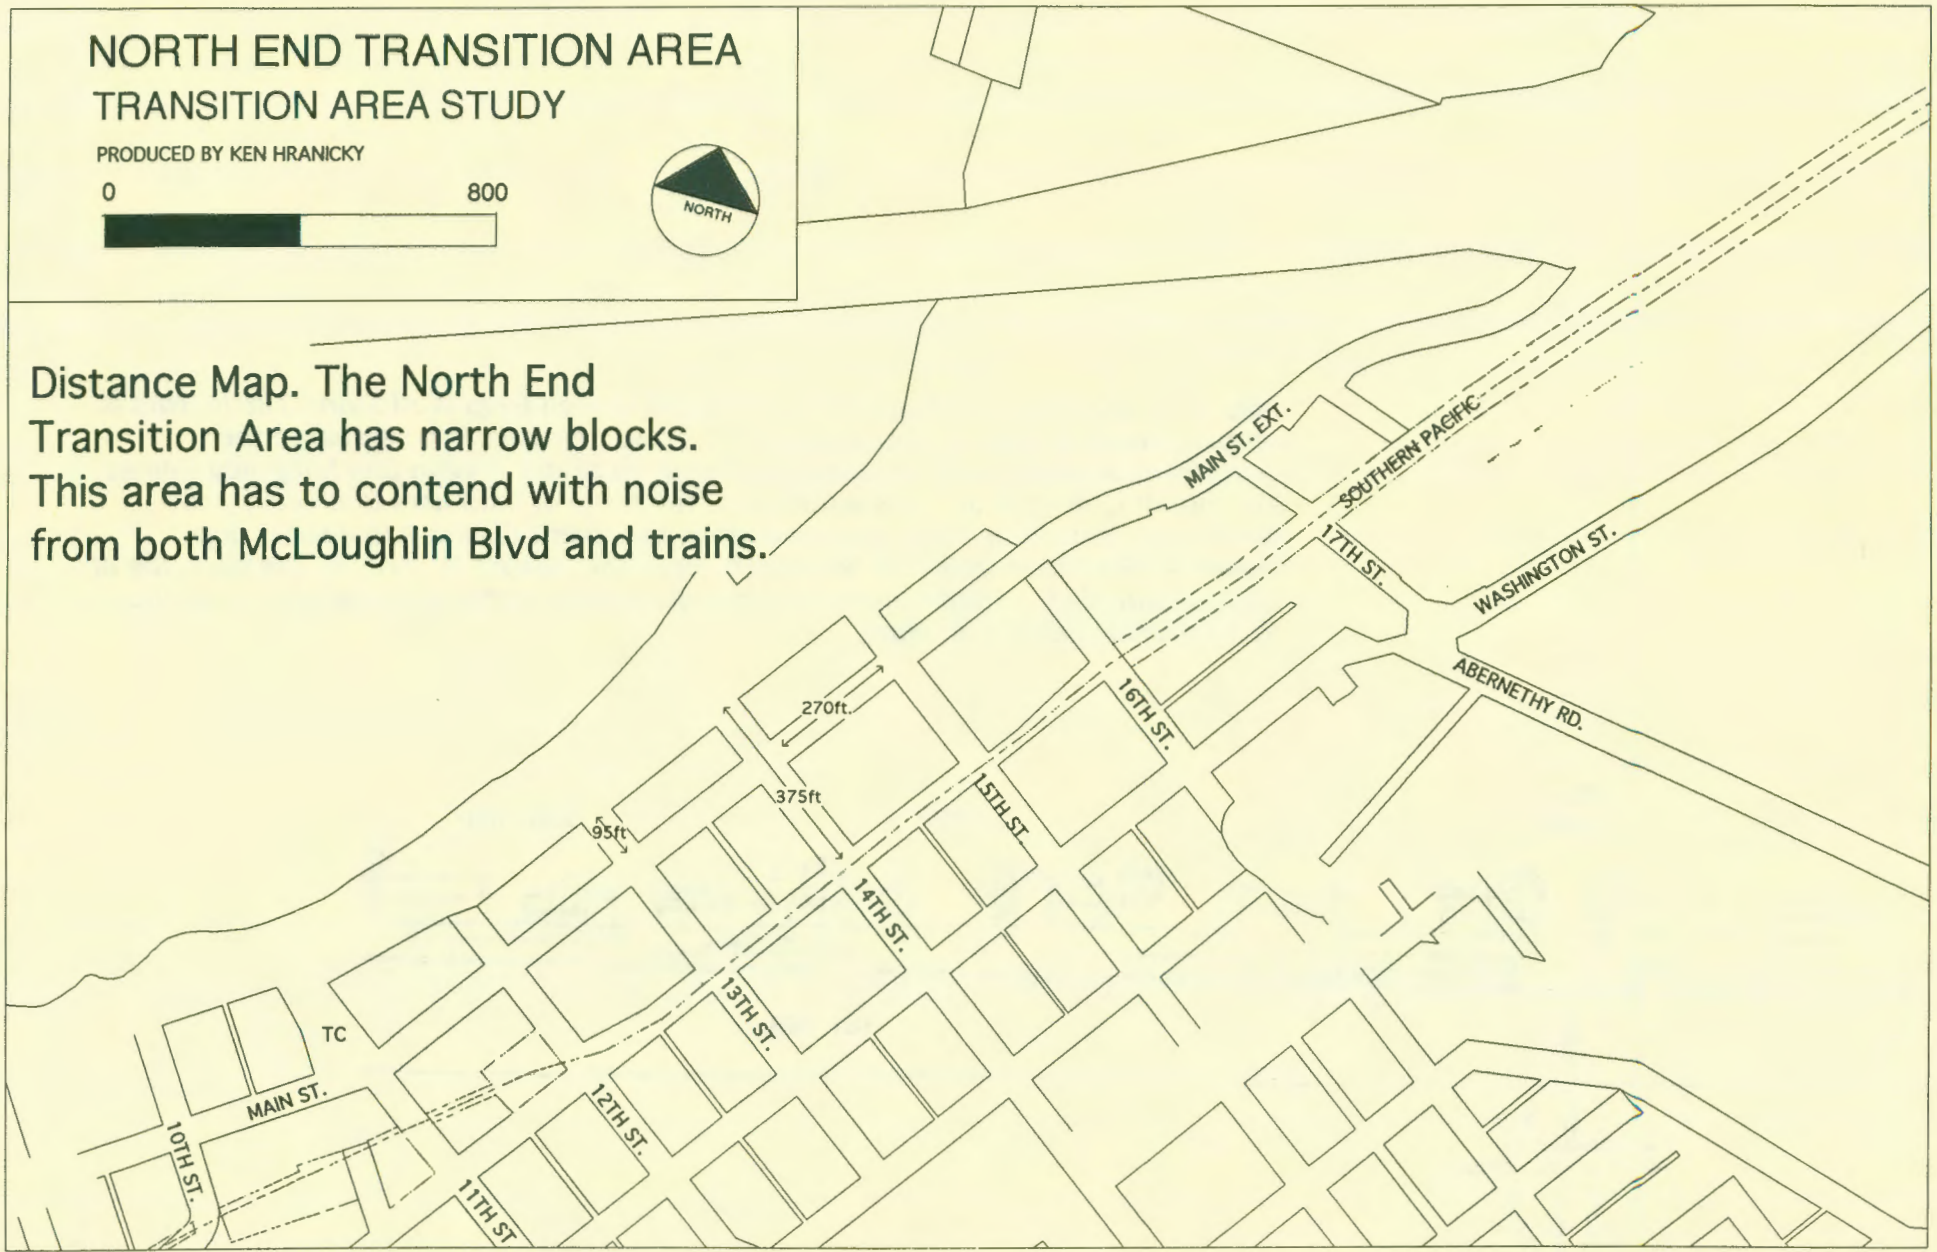 NORTH END TRANSITION AREA
TRANSITION AREA STUDY
PRODUCED BY KEN HRANICKY
0 800
NORTH
Distance Map. The North End
Transition Area has narrow blocks.
This area has to contend with noise
from both McLoughlin Blvd and trains.
MAIN ST. EXT.
SOUTHERN PACIFIC
17TH ST.
WASHINGTON ST.
ABERNETHY RD.
16TH ST.
270ft.
375ft
95ft
15TH ST.
14TH ST.
13TH ST.
12TH ST.
11TH ST
TC
MAIN ST.
10TH ST.